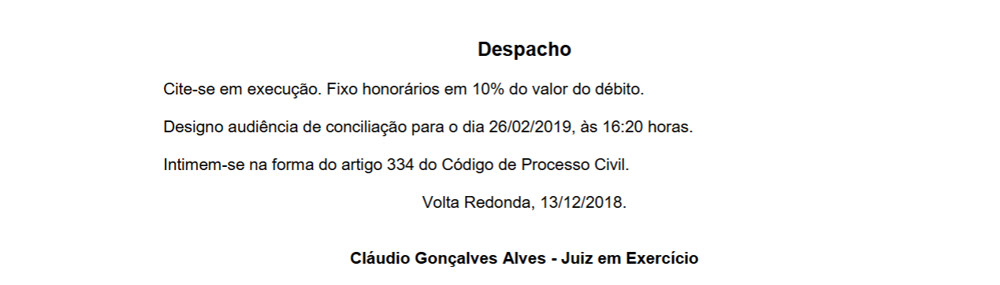 Despacho
Cite-se em execução. Fixo honorários em 10% do valor do débito.
Designo audiência de conciliação para o dia 26/02/2019, às 16:20 horas.
Intimem-se na forma do artigo 334 do Código de Processo Civil.
Volta Redonda, 13/12/2018.
Cláudio Gonçalves Alves - Juiz em Exercício